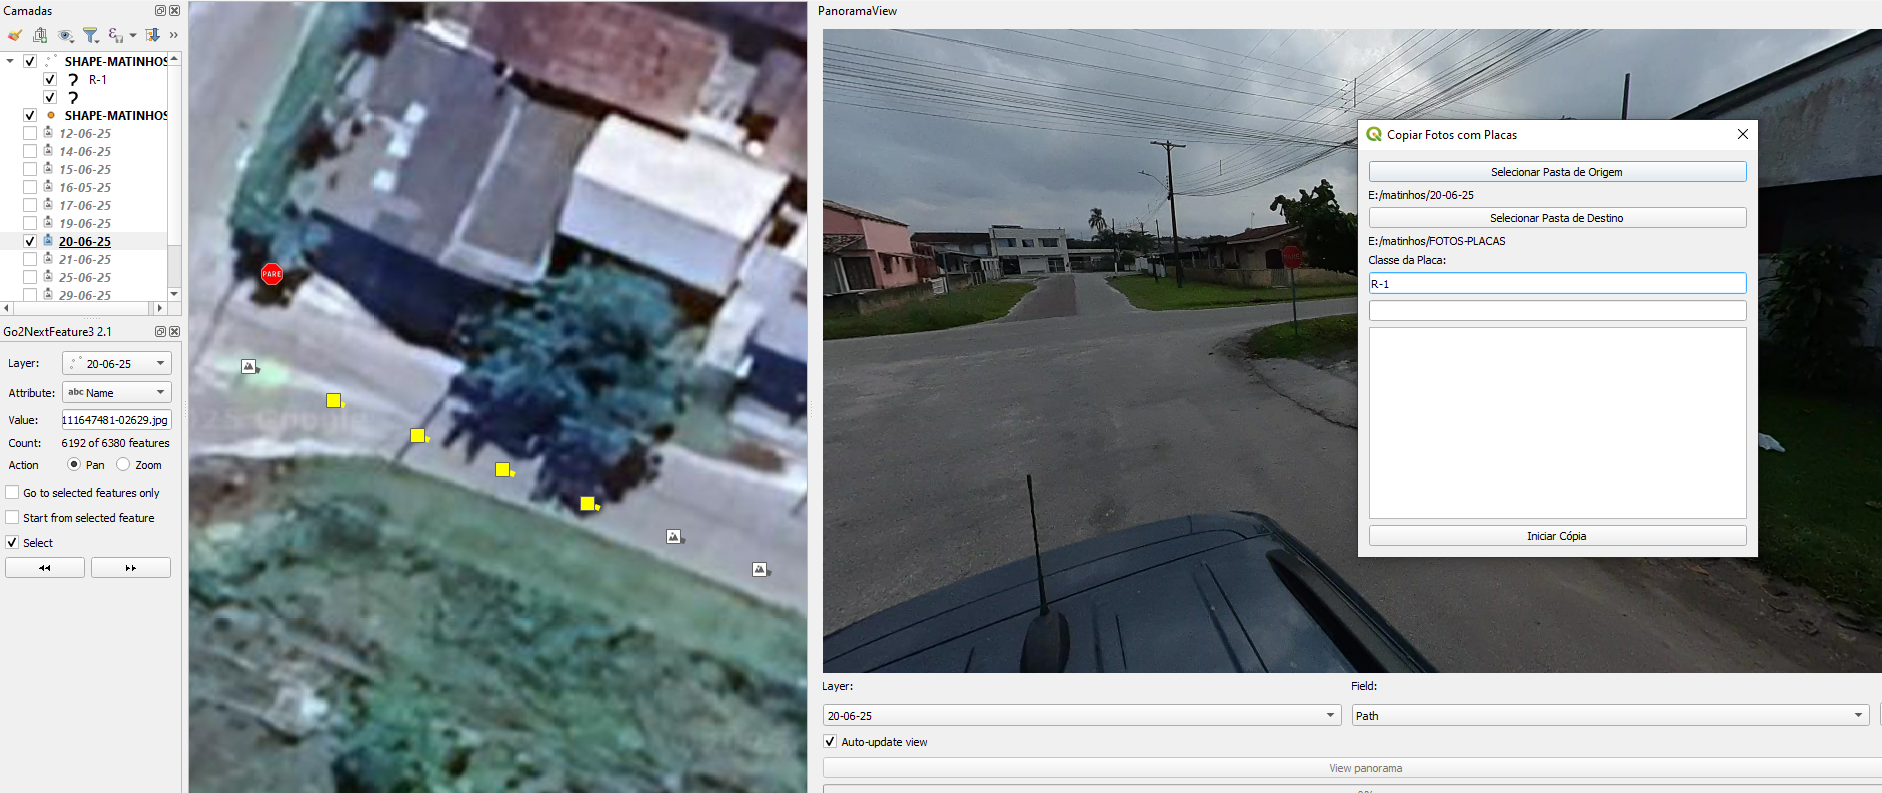 Camadas
SHAPE-MATINHOS
R-1
SHAPE-MATINHOS
12-06-25
14-06-25
15-06-25
16-05-25
17-06-25
19-06-25
20-06-25
21-06-25
25-06-25
29-06-25
Go2NextFeature3 2.1
Layer:
20-06-25
Attribute:
abc Name
Value:
111647481-02629.jpg
Count:
6192 of 6380 features
Action
Pan
Zoom
Go to selected features only
Start from selected feature
Select
PARE
Google
PanoramaView
PARE
Copiar Fotos com Placas
Selecionar Pasta de Origem
E:/matinhos/20-06-25
Selecionar Pasta de Destino
E:/matinhos/FOTOS-PLACAS
Classe da Placa:
R-1
Iniciar Cópia
Layer:
Field:
20-06-25
Path
Auto-update view
View panorama